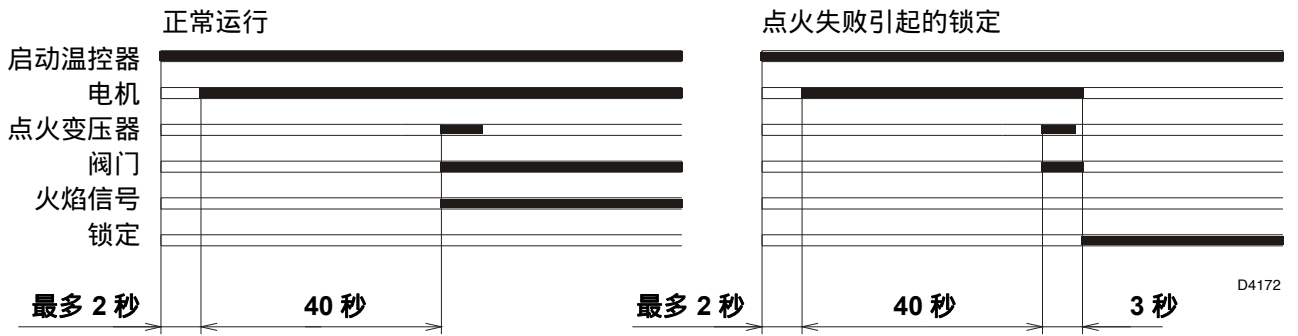 正常运行
点火失败引起的锁定
启动温控器
电机
点火变压器
阀门
火焰信号
锁定
D4172
最多 2 秒
40 秒
最多 2 秒
40 秒
3 秒